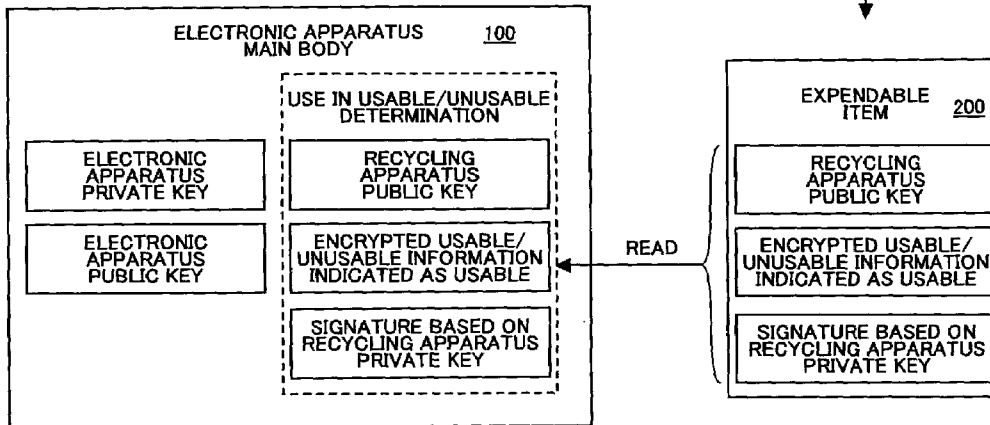 ELECTRONIC APPARATUS
MAIN BODY
100
USE IN USABLE/UNUSABLE
DETERMINATION
ELECTRONIC
APPARATUS
PRIVATE KEY
RECYCLING
APPARATUS
PUBLIC KEY
ELECTRONIC
APPARATUS
PUBLIC KEY
ENCRYPTED USABLE/
UNUSABLE INFORMATION
INDICATED AS USABLE
SIGNATURE BASED ON
RECYCLING APPARATUS
PRIVATE KEY
READ
EXPENDABLE
ITEM
200
RECYCLING
APPARATUS
PUBLIC KEY
ENCRYPTED USABLE/
UNUSABLE INFORMATION
INDICATED AS USABLE
SIGNATURE BASED ON
RECYCLING APPARATUS
PRIVATE KEY